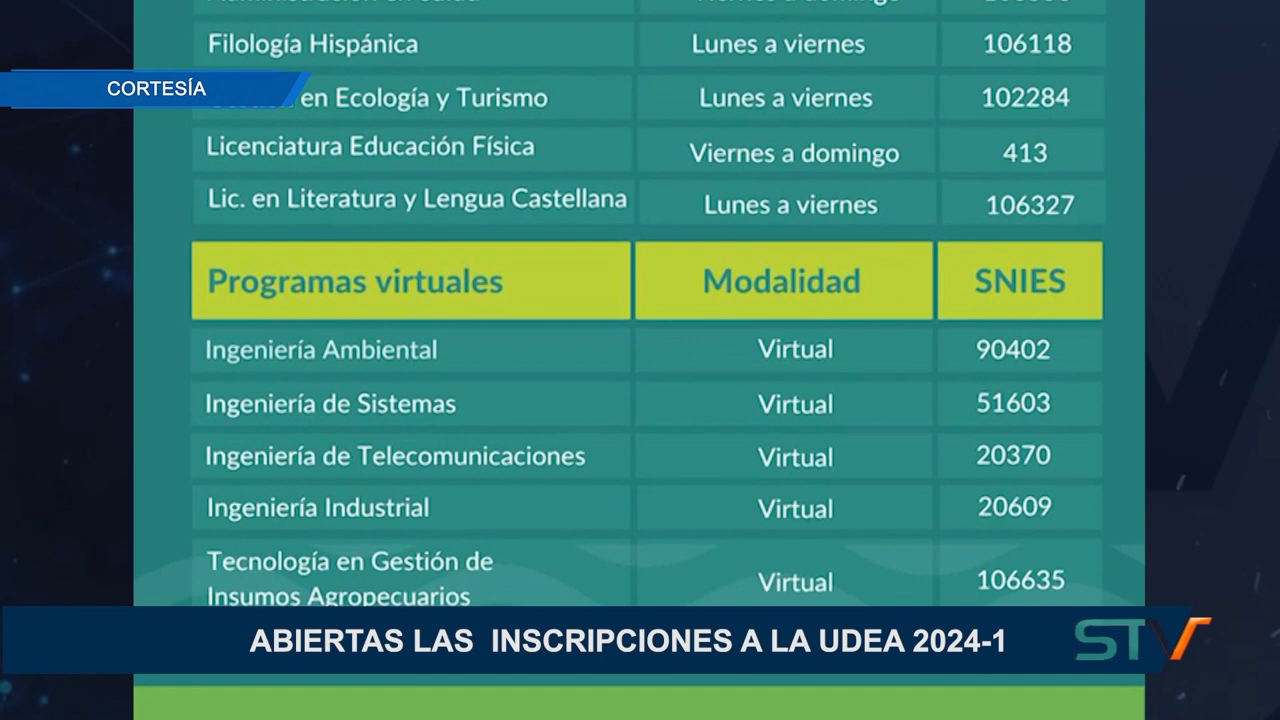 Filología Hispánica Lunes a viernes 106118
CORTESÍA
en Ecología y Turismo Lunes a viernes 102284
Licenciatura Educación Física Viernes a domingo 413
Lic. en Literatura y Lengua Castellana Lunes a viernes 106327
Programas virtuales Modalidad SNIES
Ingeniería Ambiental Virtual 90402
Ingeniería de Sistemas Virtual 51603
Ingeniería de Telecomunicaciones Virtual 20370
Ingeniería Industrial Virtual 20609
Tecnología en Gestión de
Insumos Agropecuarios Virtual 106635
ABIERTAS LAS INSCRIPCIONES A LA UDEA 2024-1
STV